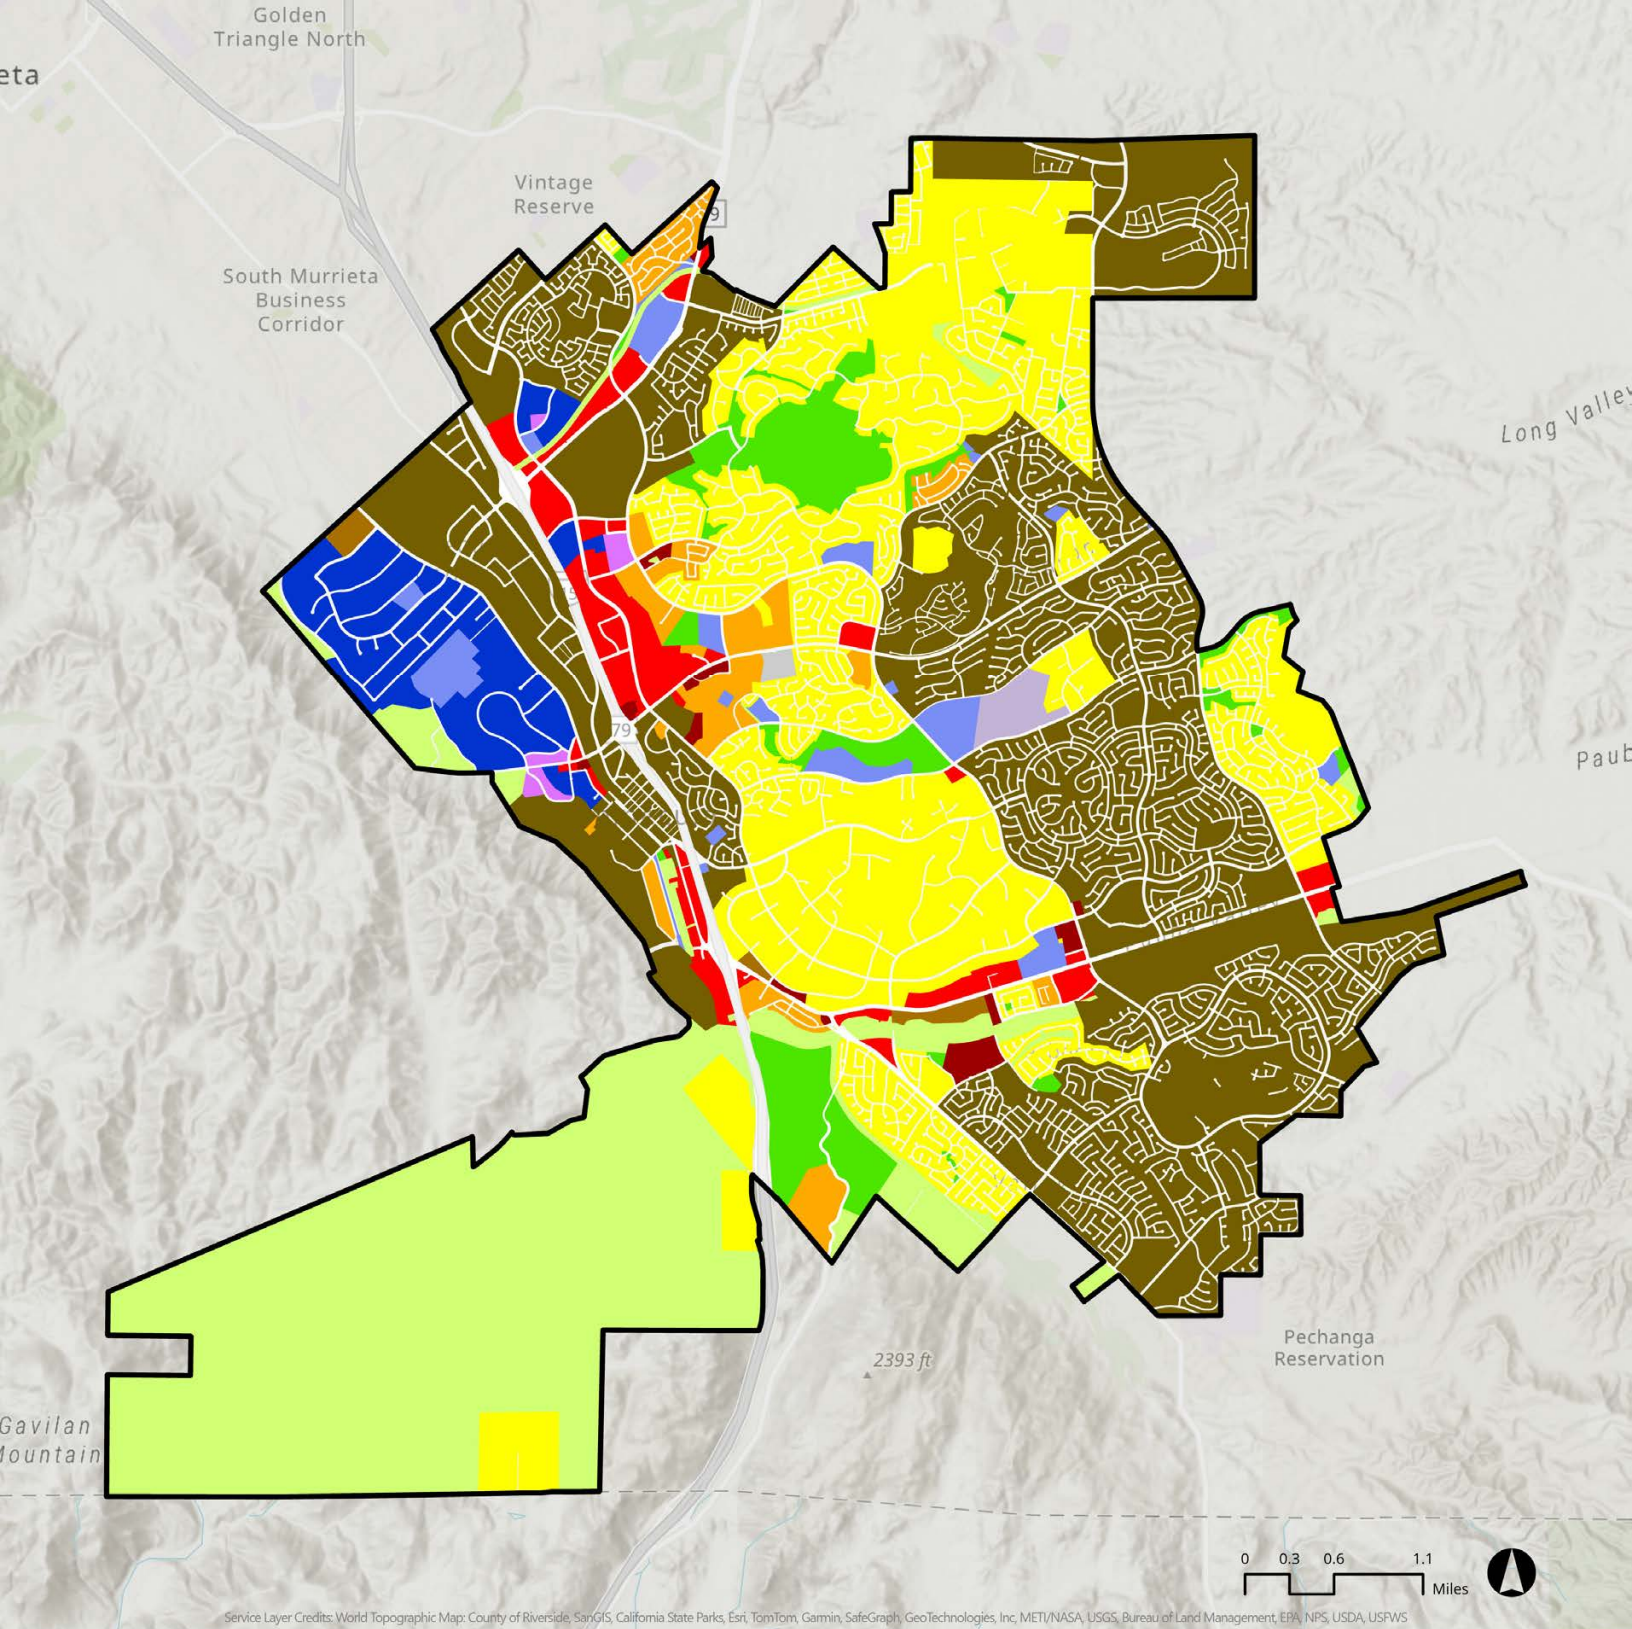 Golden
Triangle North
eta
Vintage
Reserve
9
South Murrieta
Business
Corridor
Long Valley
79
Paub
Pechanga
Reservation
2393 ft
Gavilan
Mountain
0 0.3 0.6 1.1
Miles
Service Layer Credits: World Topographic Map: County of Riverside, SanGIS, California State Parks, Esri, TomTom, Garmin, SafeGraph, GeoTechnologies, Inc, METI/NASA, USGS, Bureau of Land Management, EPA, NPS, USDA, USFWS